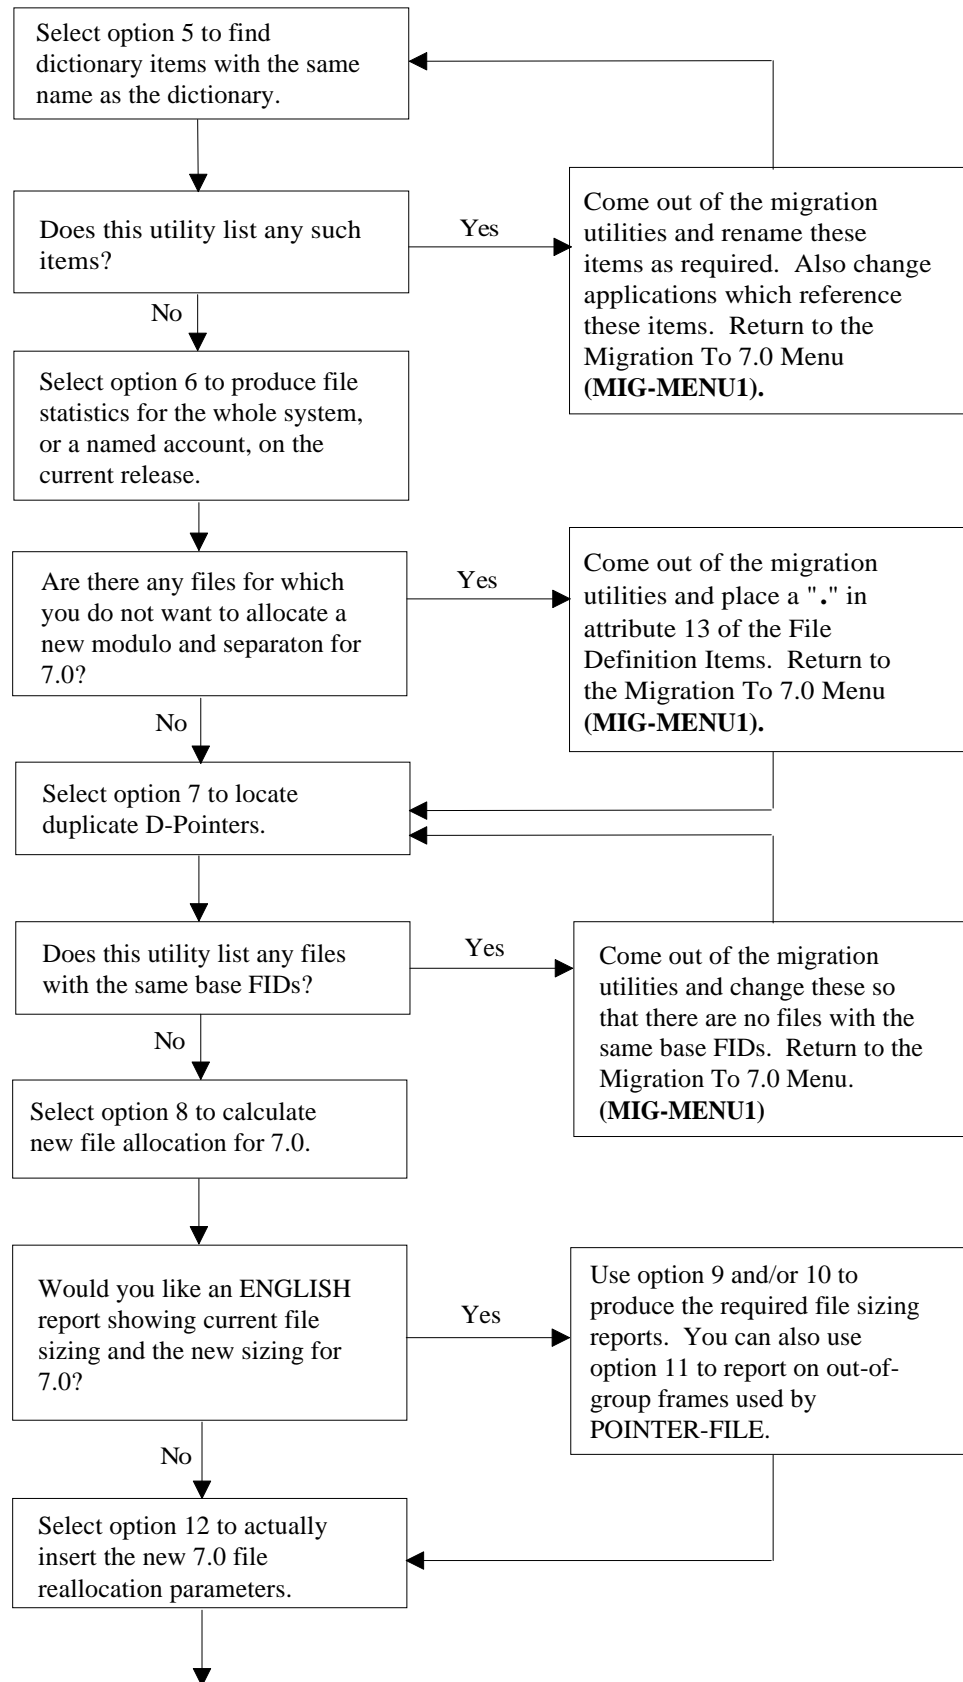 Select option 5 to find
dictionary items with the same
name as the dictionary.
Does this utility list any such
items?
Yes
Come out of the migration
utilities and rename these
items as required.  Also change
applications which reference
these items.  Return to the
Migration To 7.0 Menu
(MIG-MENU1).
No
Select option 6 to produce file
statistics for the whole system,
or a named account, on the
current release.
Are there any files for which
you do not want to allocate a
new modulo and separaton for
7.0?
Yes
Come out of the migration
utilities and place a "." in
attribute 13 of the File
Definition Items.  Return to
the Migration To 7.0 Menu
(MIG-MENU1).
No
Select option 7 to locate
duplicate D-Pointers.
Does this utility list any files
with the same base FIDs?
Yes
Come out of the migration
utilities and change these so
that there are no files with the
same base FIDs.  Return to the
Migration To 7.0 Menu.
(MIG-MENU1)
No
Select option 8 to calculate
new file allocation for 7.0.
Would you like an ENGLISH
report showing current file
sizing and the new sizing for
7.0?
Yes
Use option 9 and/or 10 to
produce the required file sizing
reports.  You can also use
option 11 to report on out-of-
group frames used by
POINTER-FILE.
No
Select option 12 to actually
insert the new 7.0 file
reallocation parameters.